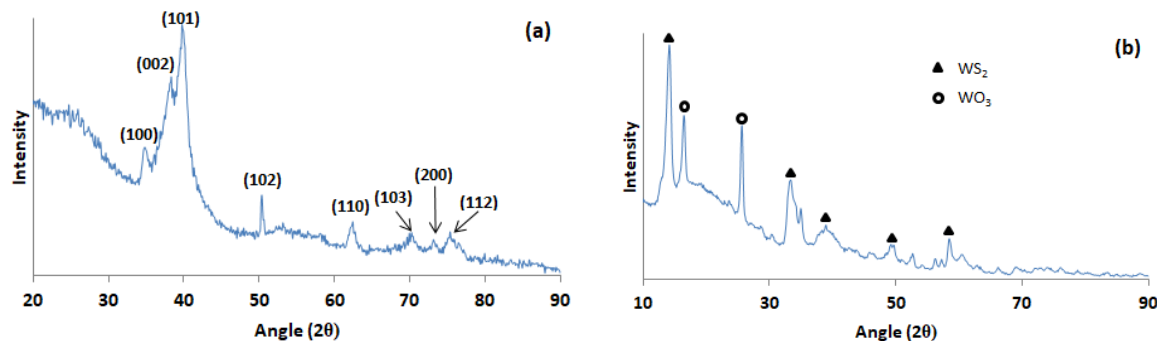 (101)
(a)
(002)
(100)
(102)
(110)
(103)
(200)
(112)
Intensity
20 30 40 50 60 70 80 90
Angle (2θ)
(b)
WS2
WO3
Intensity
10 30 50 70 90
Angle (2θ)